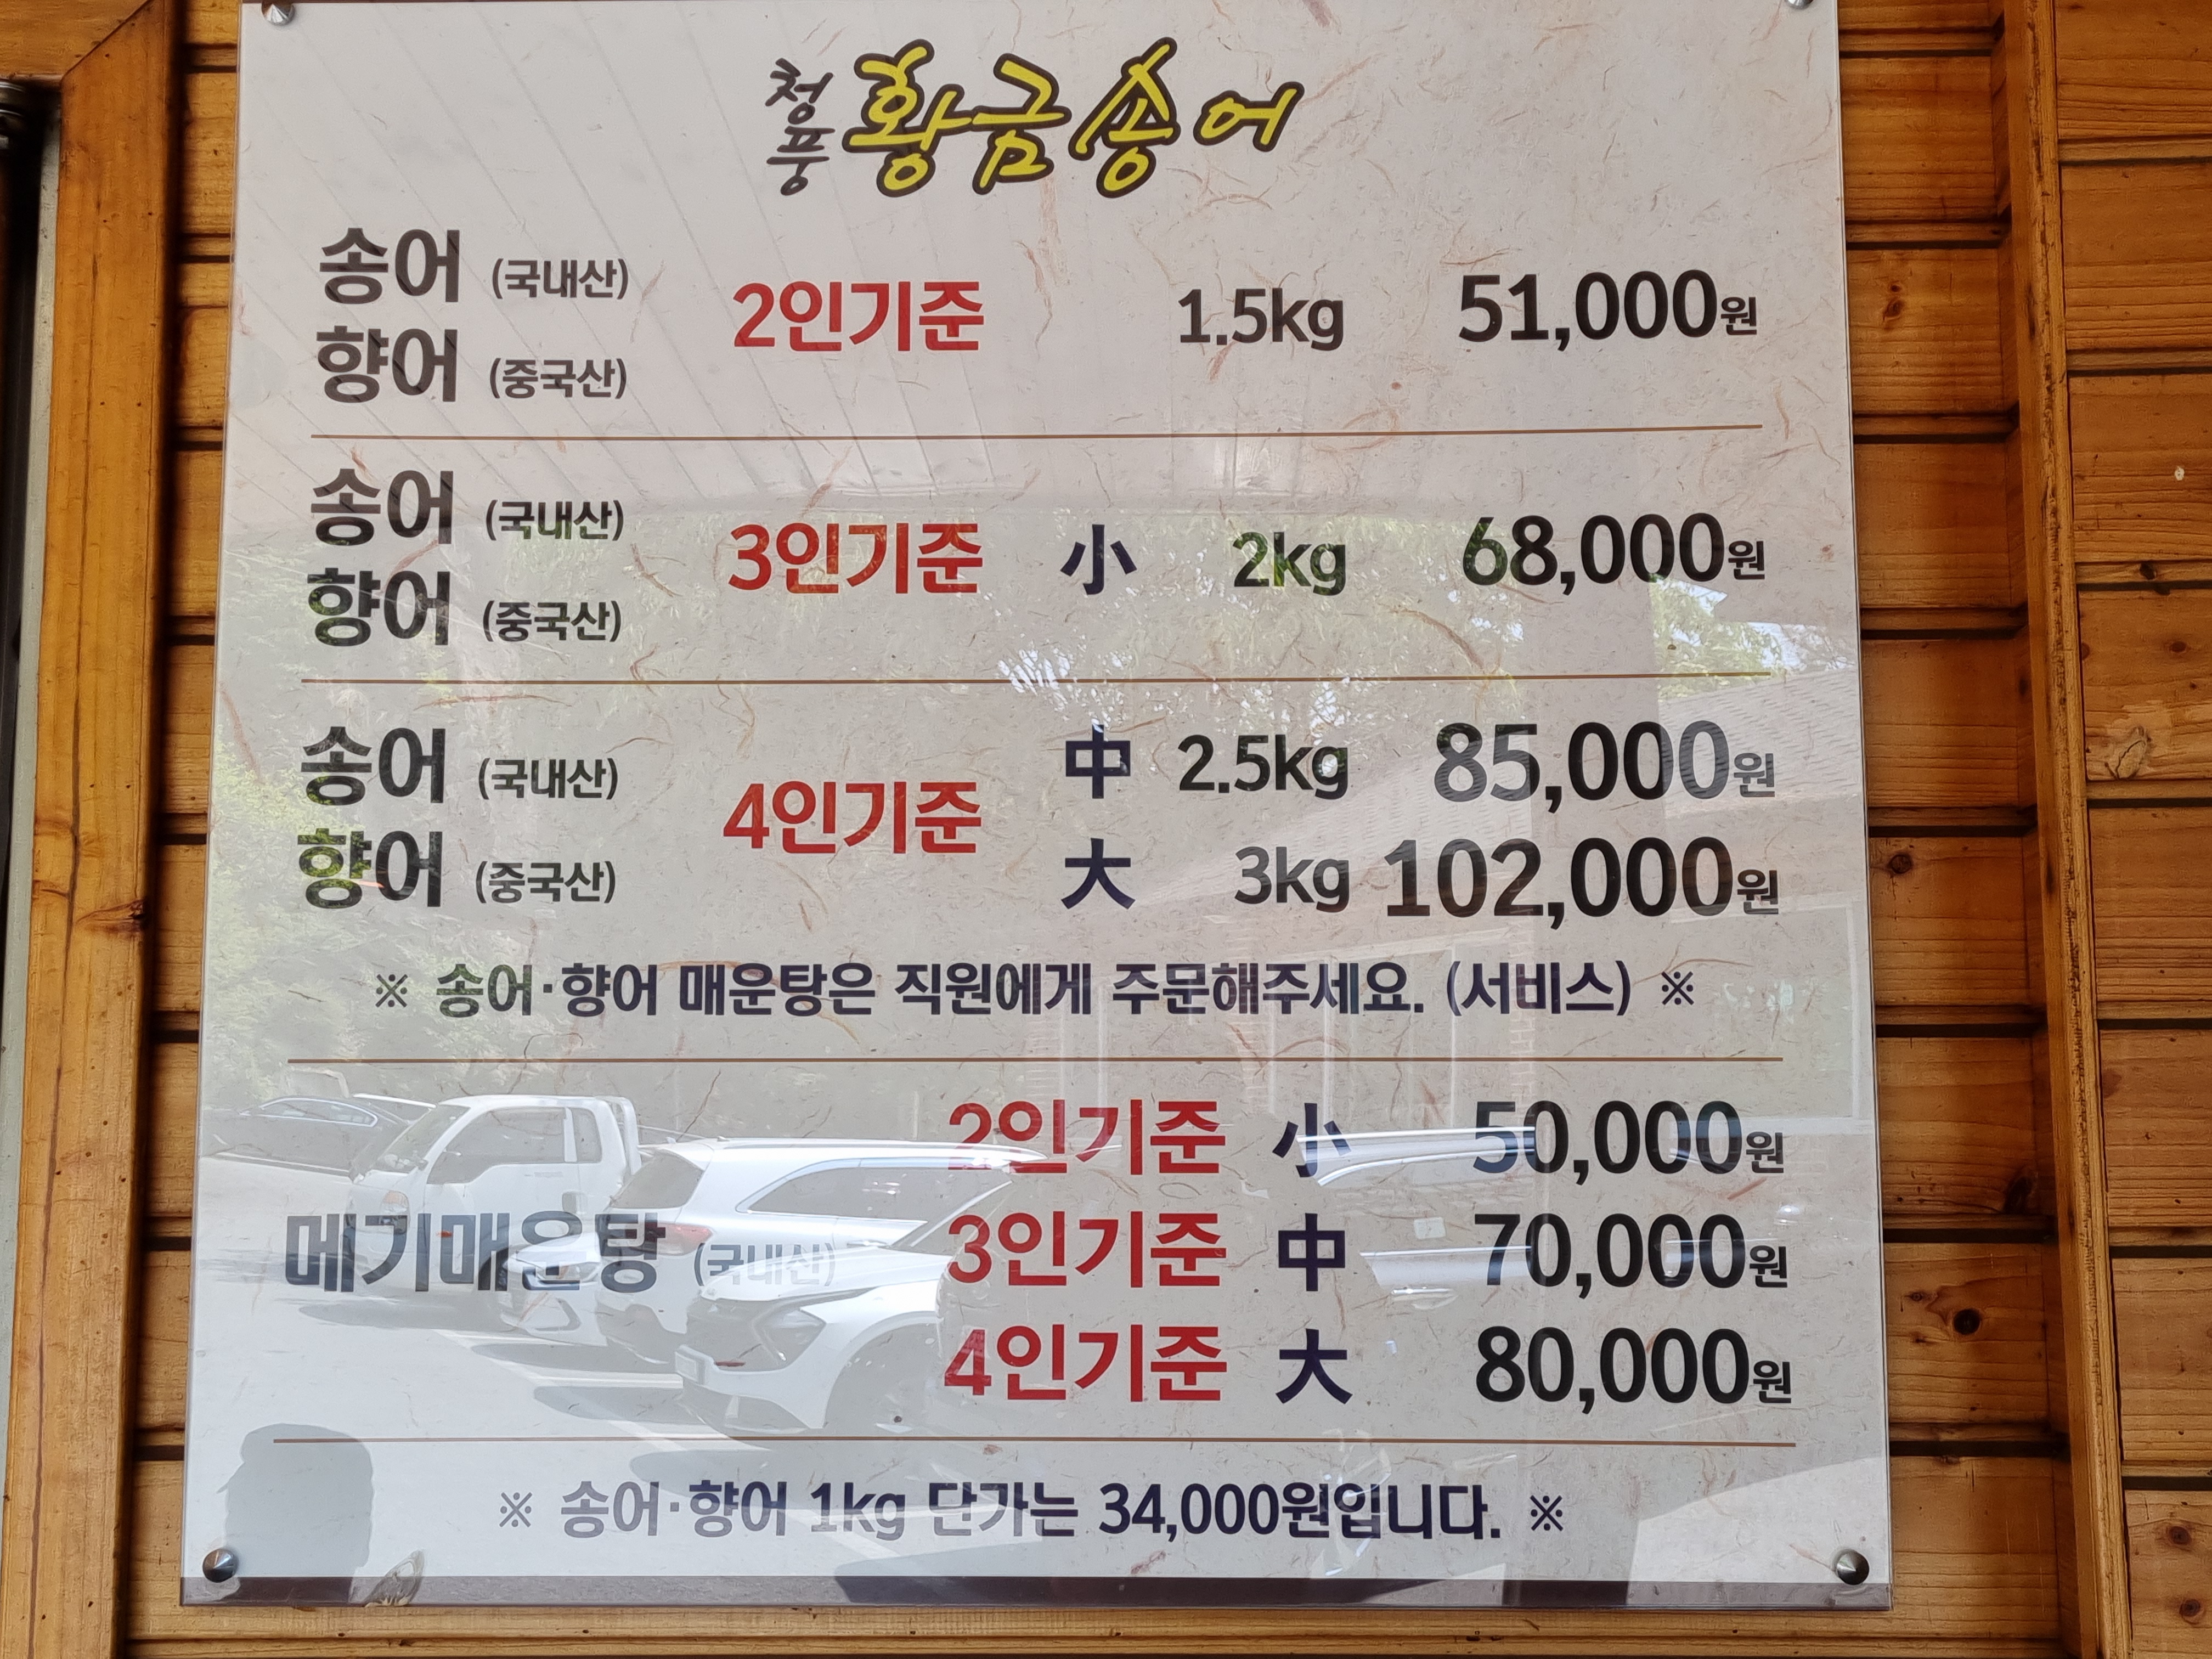 청풍 황금송어
송어 (국내산)
향어 (중국산)
2인기준 1.5kg 51,000원
송어 (국내산)
향어 (중국산)
3인기준 小 2kg 68,000원
송어 (국내산)
향어 (중국산)
4인기준
中 2.5kg 85,000원
大 3kg 102,000원
※ 송어·향어 매운탕은 직원에게 주문해주세요. (서비스) ※
메기매운탕 (국내산)
2인기준 小 50,000원
3인기준 中 70,000원
4인기준 大 80,000원
※ 송어·향어 1kg 단가는 34,000원입니다. ※